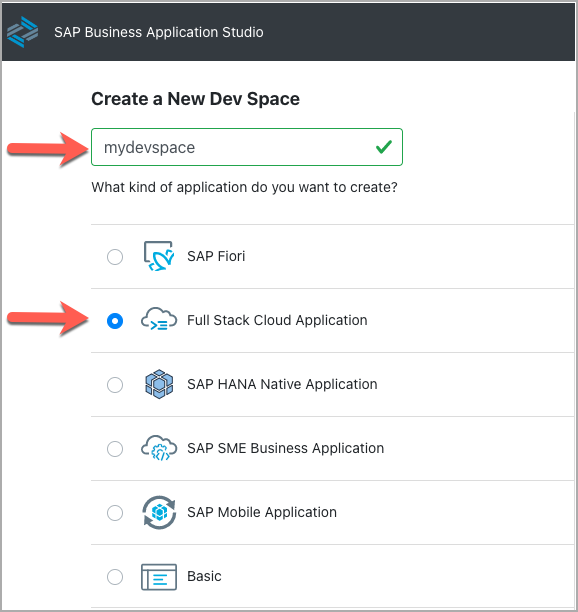 SAP Business Application Studio
Create a New Dev Space
mydevspace
What kind of application do you want to create?
SAP Fiori
Full Stack Cloud Application
SAP HANA Native Application
SAP SME Business Application
SAP Mobile Application
Basic